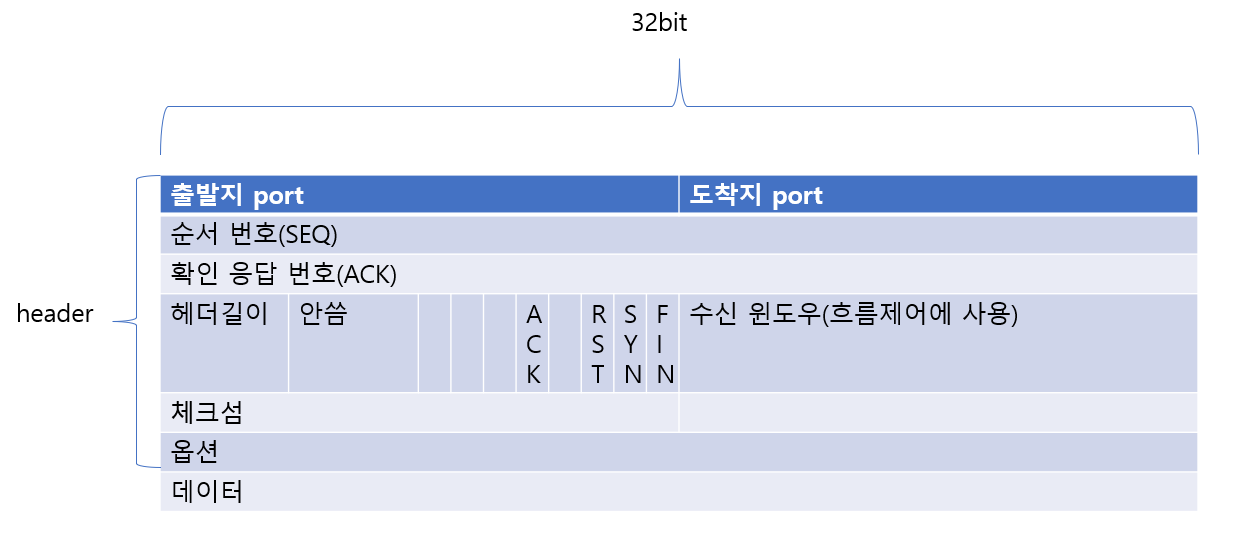 32bit
출발지 port
도착지 port
순서 번호(SEQ)
확인 응답 번호(ACK)
header
헤더길이
안씀
ACK
RST
SYN
FIN
수신 윈도우(흐름제어에 사용)
체크섬
옵션
데이터